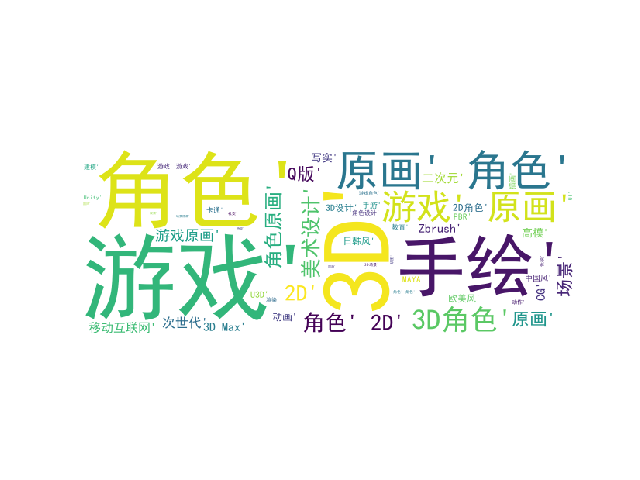 角色'
游戏'
3D'
手绘'
原画'
角色'
游戏'
原画'
Q版'
写实'
二次元'
角色原画'
美术设计'
3D设计'
手游'
角色设计
2D角色'
PBR'
Zbrush'
教育'
高模'
游戏原画'
卡通'
日韩风'
MAYA'
中国风'
CG'
场景'
U3D'
2D'
欧美风'
动作'
移动互联网'
次世代'
3D Max'
动画'
角色'
2D'
3D角色'
原画'
建模'
游戏 游戏'